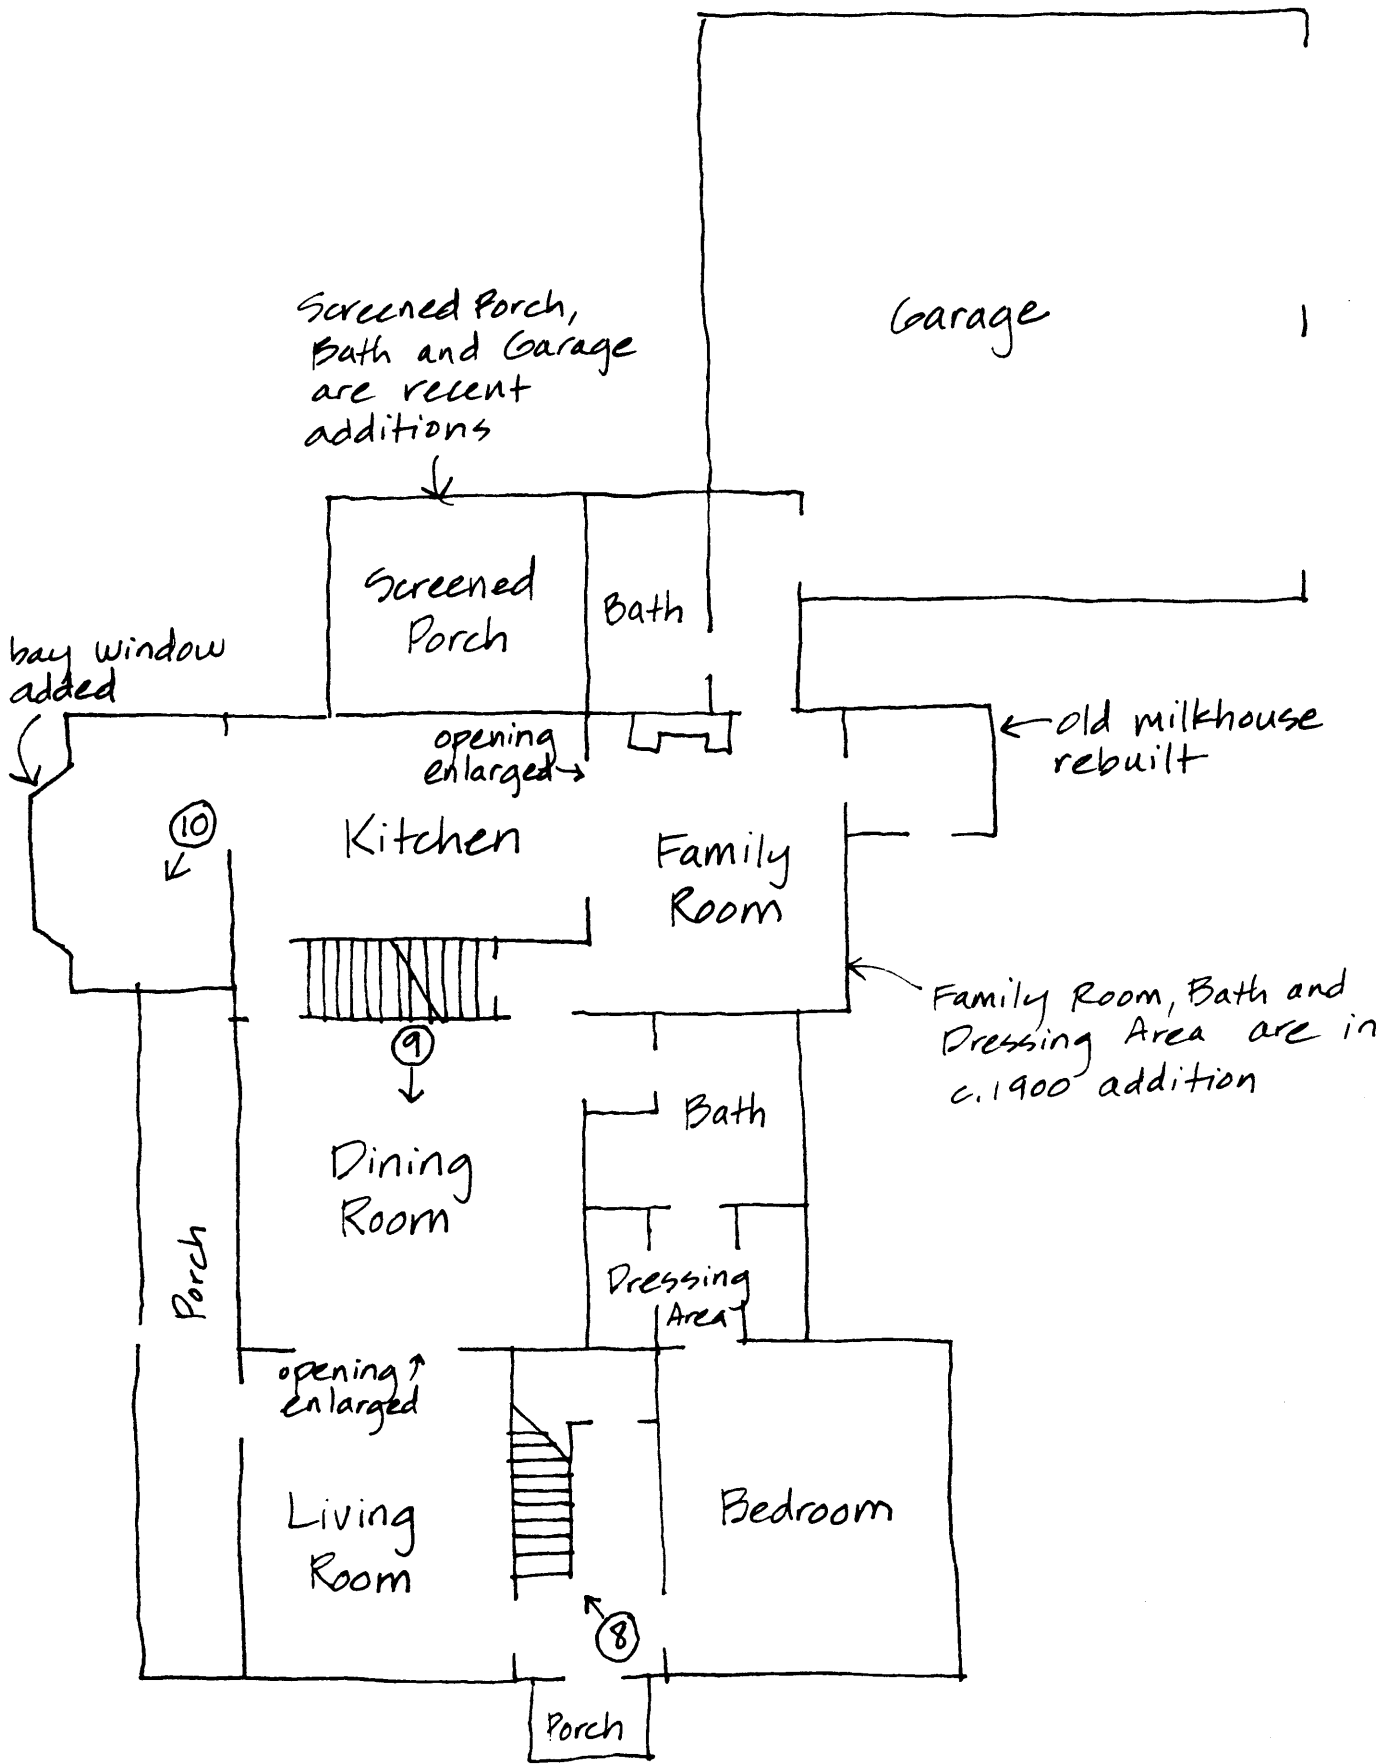 Garage
Screened Porch,
Bath and Garage
are recent
additions
Screened
Porch
Bath
bay window
added
opening
enlarged
old milkhouse
rebuilt
10
Kitchen
Family
Room
Family Room, Bath and
Dressing Area are in
c.1900 addition
9
Bath
Dining
Room
Porch
Dressing
Area
opening
enlarged
Living
Room
Bedroom
8
Porch